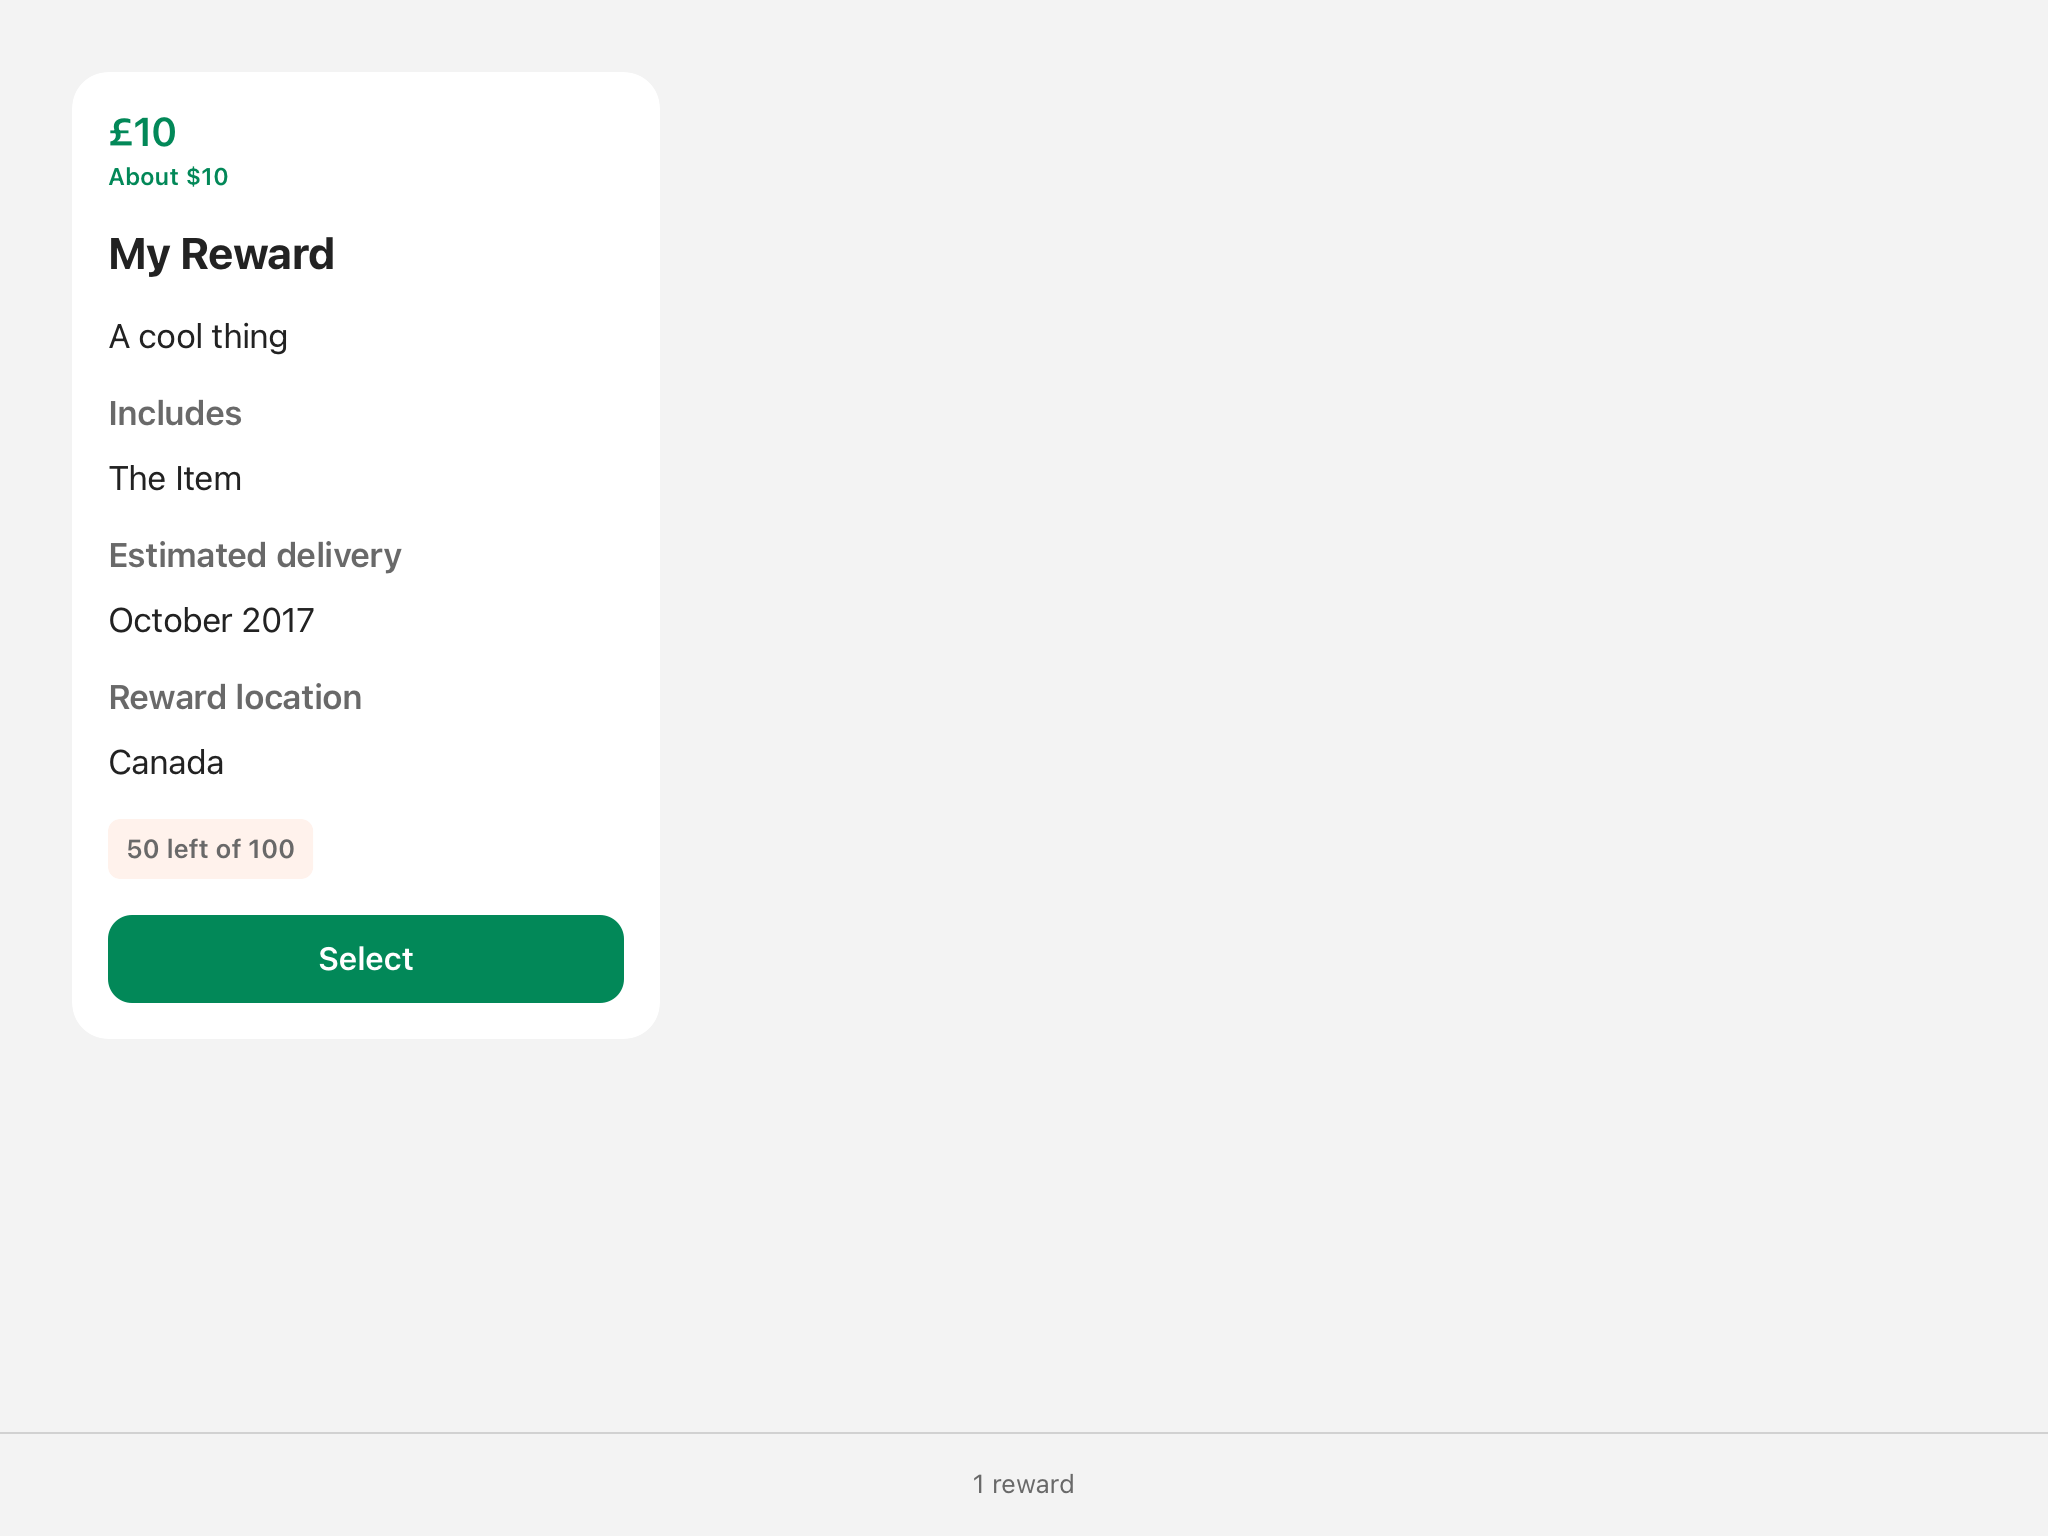 £10
About $10
My Reward
A cool thing
Includes
The Item
Estimated delivery
October 2017
Reward location
Canada
50 left of 100
Select
1 reward